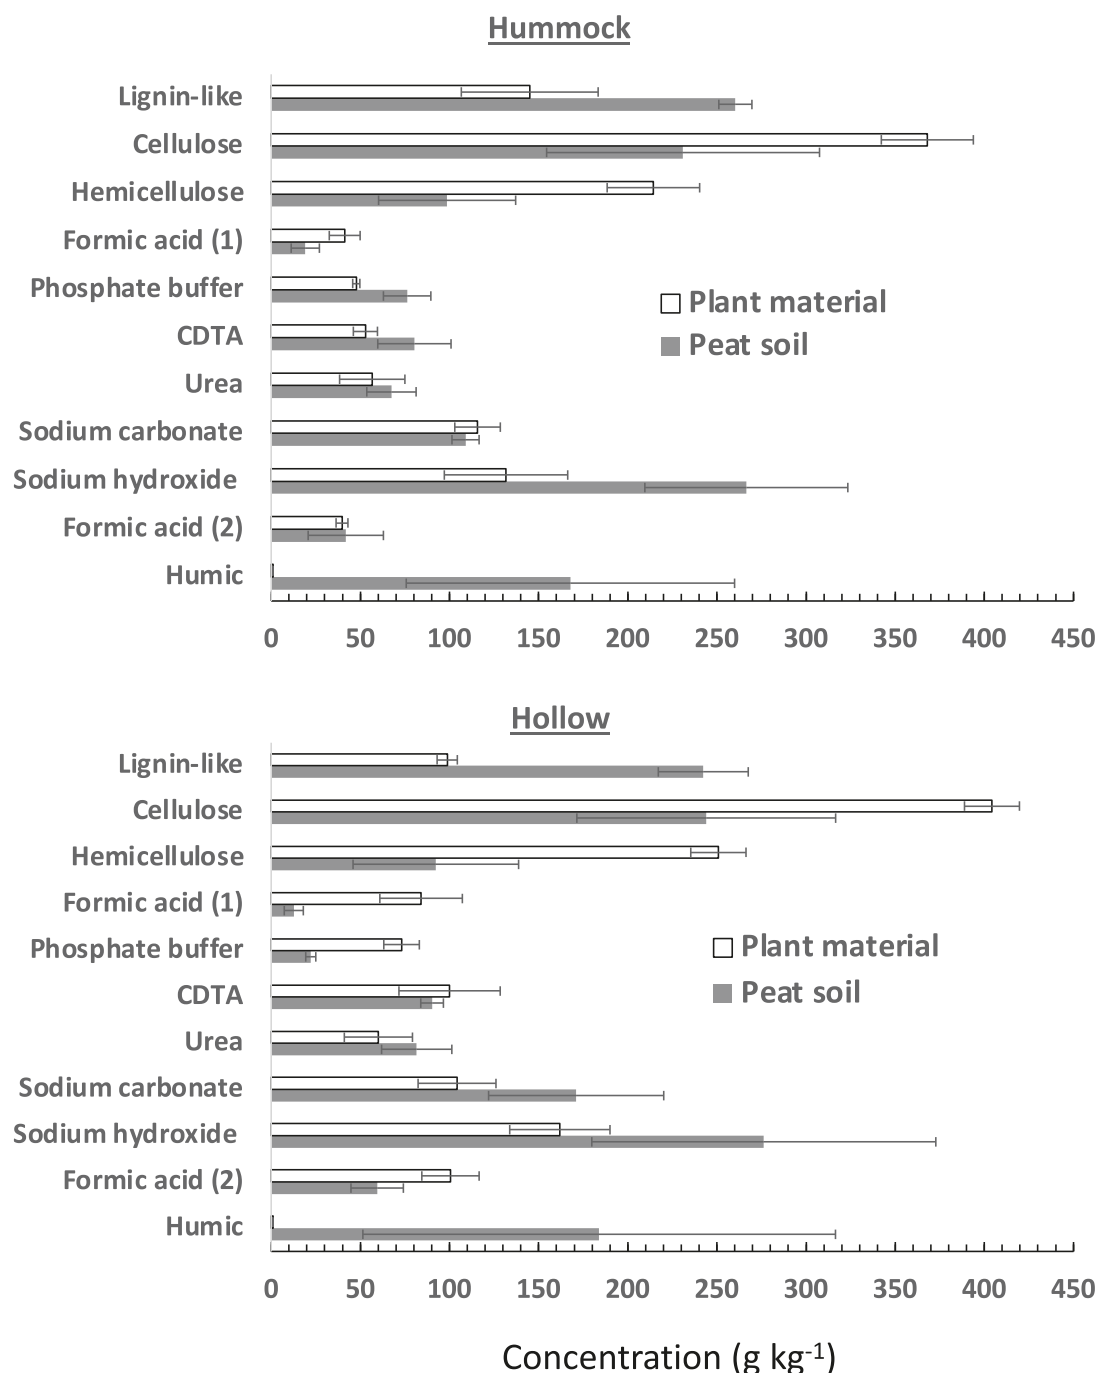 Hummock
Lignin-like
Cellulose
Hemicellulose
Formic acid (1)
Phosphate buffer
CDTA
Urea
Sodium carbonate
Sodium hydroxide
Formic acid (2)
Humic
Plant material
Peat soil
0 50 100 150 200 250 300 350 400 450
Hollow
Lignin-like
Cellulose
Hemicellulose
Formic acid (1)
Phosphate buffer
CDTA
Urea
Sodium carbonate
Sodium hydroxide
Formic acid (2)
Humic
Plant material
Peat soil
0 50 100 150 200 250 300 350 400 450
Concentration (g kg⁻¹)